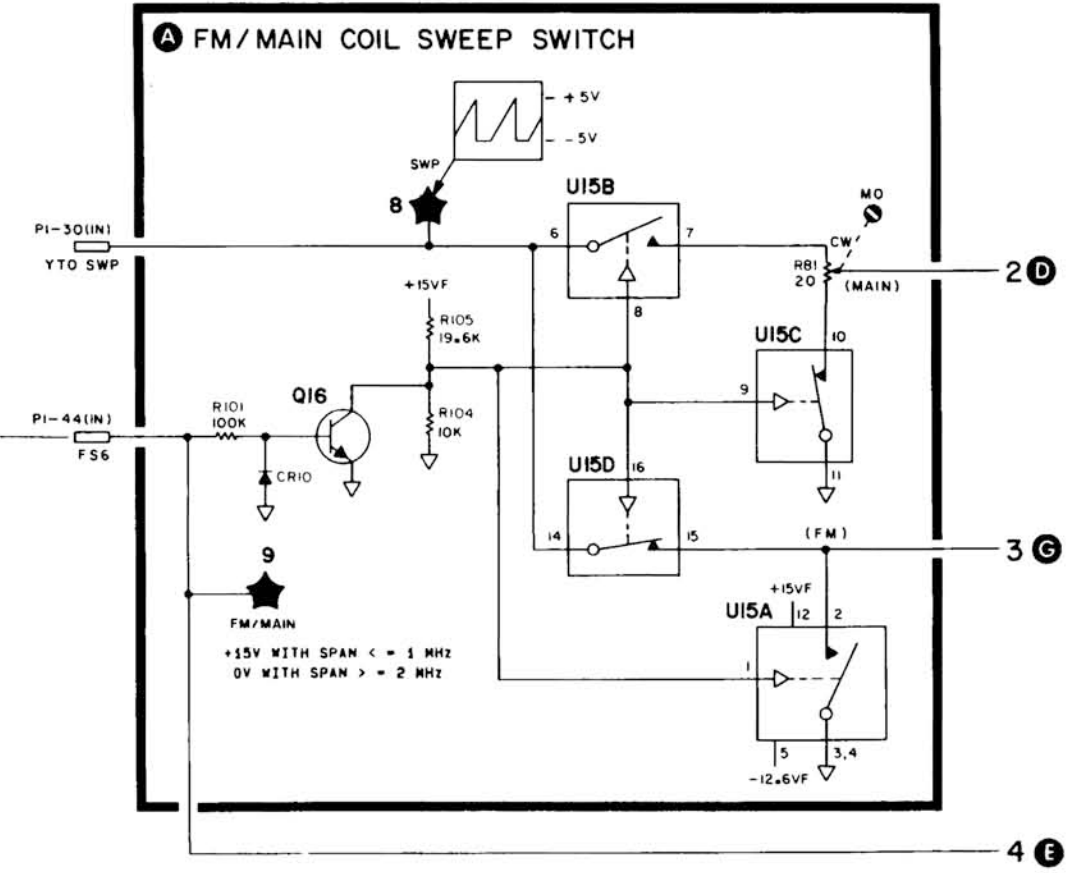 A FM/MAIN COIL SWEEP SWITCH
+5V
-5V
SWP
8
P1-30(IN)
YTO SWP
U15B
6
7
8
MO
CW
R81
20
(MAIN)
2 D
+15VF
R105
19.6K
U15C
10
9
11
Q16
R101
100K
P1-44(IN)
FS6
R104
10K
CR10
U15D
16
14
15
(FM)
3 G
9
FM/MAIN
+15V WITH SPAN < = 1 MHz
0V WITH SPAN > = 2 MHz
+15VF
U15A
12
2
1
5
3,4
-12.6VF
4 E